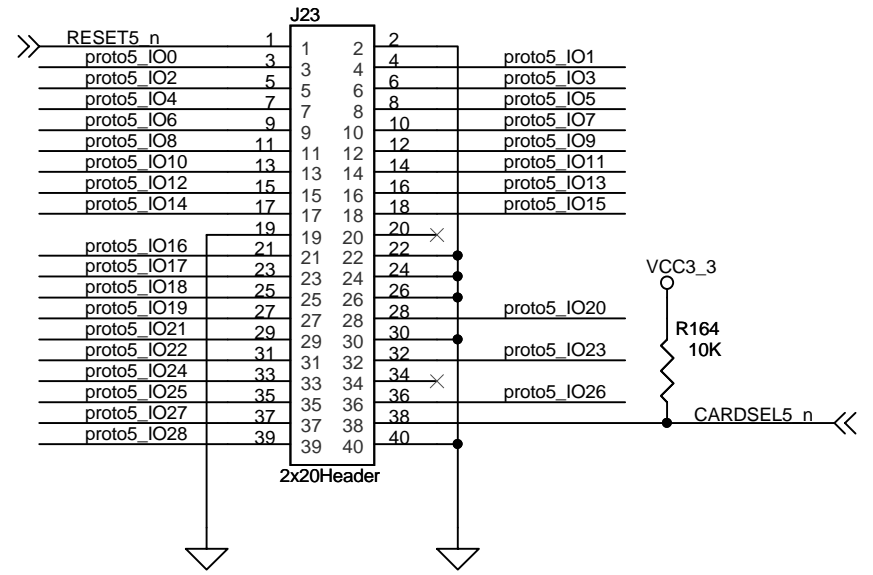 J23
RESET5_n 1 1 2 2
proto5_IO0 3 3 4 4 proto5_IO1
proto5_IO2 5 5 6 6 proto5_IO3
proto5_IO4 7 7 8 8 proto5_IO5
proto5_IO6 9 9 10 10 proto5_IO7
proto5_IO8 11 11 12 12 proto5_IO9
proto5_IO10 13 13 14 14 proto5_IO11
proto5_IO12 15 15 16 16 proto5_IO13
proto5_IO14 17 17 18 18 proto5_IO15
19 19 20 20
proto5_IO16 21 21 22 22
proto5_IO17 23 23 24 24
VCC3_3
proto5_IO18 25 25 26 26
proto5_IO19 27 27 28 28 proto5_IO20
proto5_IO21 29 29 30 30
R164
proto5_IO22 31 31 32 32 proto5_IO23
10K
proto5_IO24 33 33 34 34
proto5_IO25 35 35 36 36 proto5_IO26
proto5_IO27 37 37 38 38 CARDSEL5_n
proto5_IO28 39 39 40 40
2x20Header